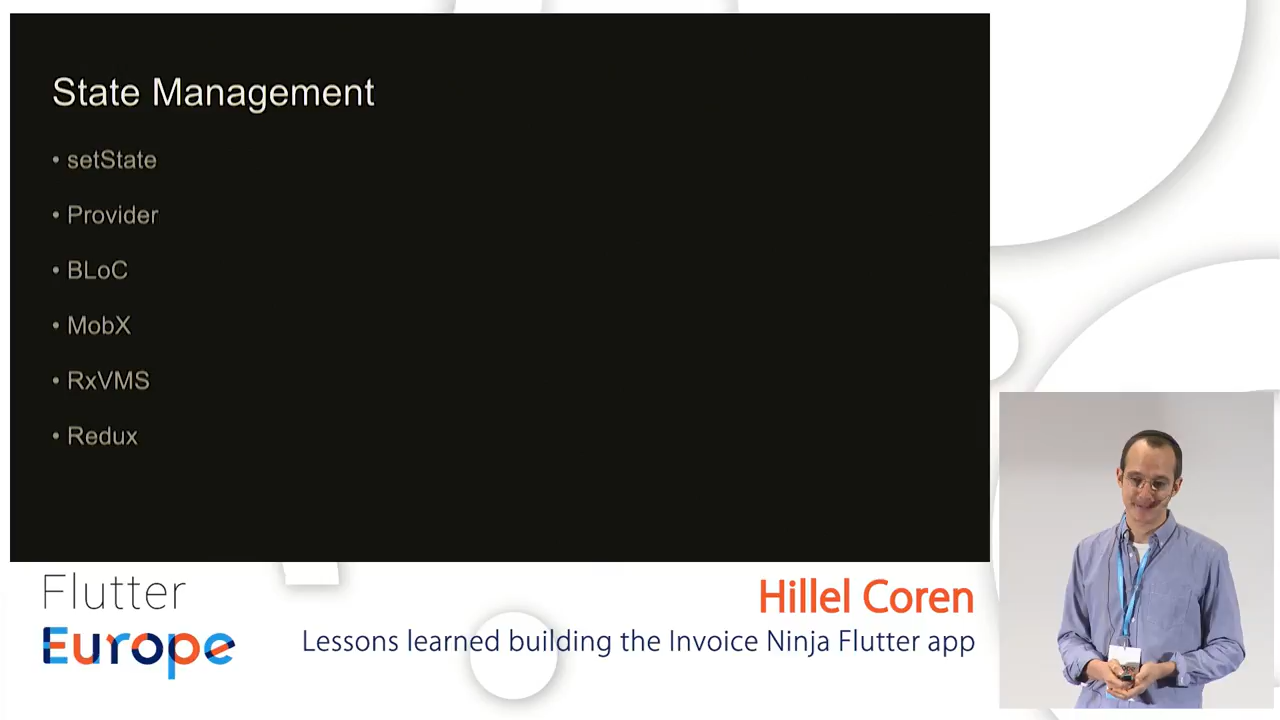 State Management
• setState
• Provider
• BLoC
• MobX
• RxVMS
• Redux
Flutter
Europe
Hillel Coren
Lessons learned building the Invoice Ninja Flutter app